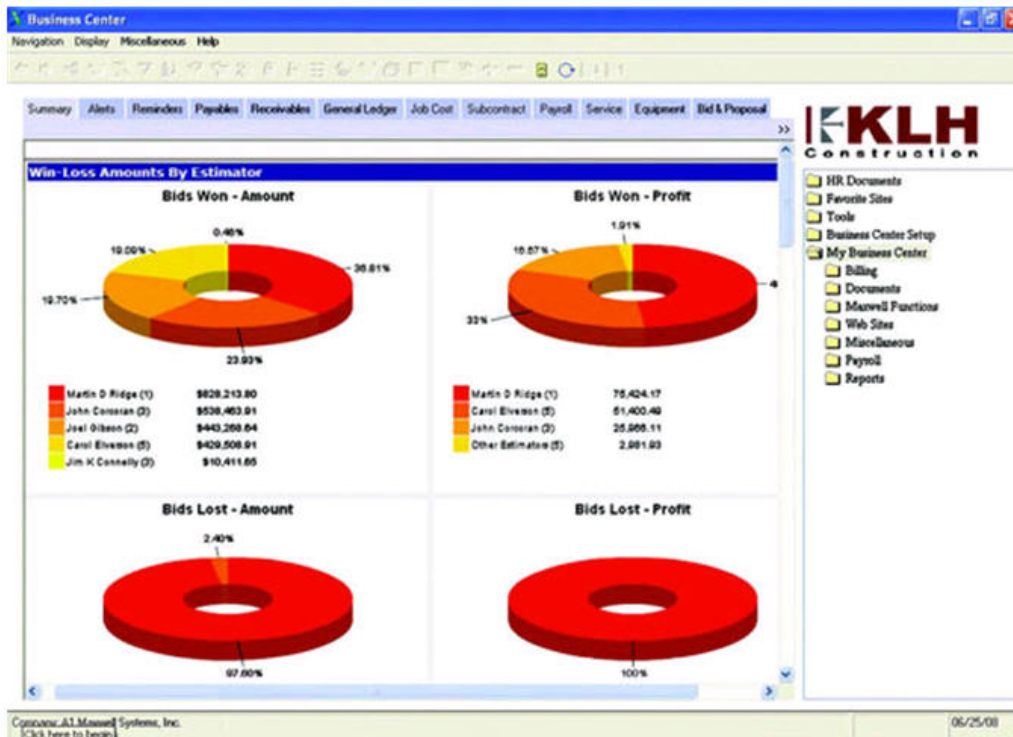 Business Center
Navigation Display Miscellaneous Help
Summary Alerts Reminders Payables Receivables General Ledger Job Cost Subcontract Payroll Service Equipment Bid & Proposal
>>
KLH
Construction
HR Documents
Favorite Sites
Tools
Business Center Setup
My Business Center
Billing
Documents
Maxwell Functions
Web Sites
Miscellaneous
Payroll
Reports
Win-Loss Amounts By Estimator
Bids Won - Amount
0.46%
19.09%
36.81%
19.70%
23.93%
Martin D Ridge (1) $828,213.80
John Corcoran (3) $538,463.91
Joel Gibson (2) $443,268.64
Carol Elverson (5) $429,506.91
Jim K Connelly (3) $10,411.65
Bids Won - Profit
1.91%
16.67%
4
33%
Martin D Ridge (1) 75,424.17
Carol Elverson (5) 51,400.49
John Corcoran (3) 25,966.11
Other Estimators (5) 2,981.93
Bids Lost - Amount
2.40%
97.60%
Bids Lost - Profit
100%
Company: A1 Maxwell Systems, Inc.
Click here to begin
06/25/08